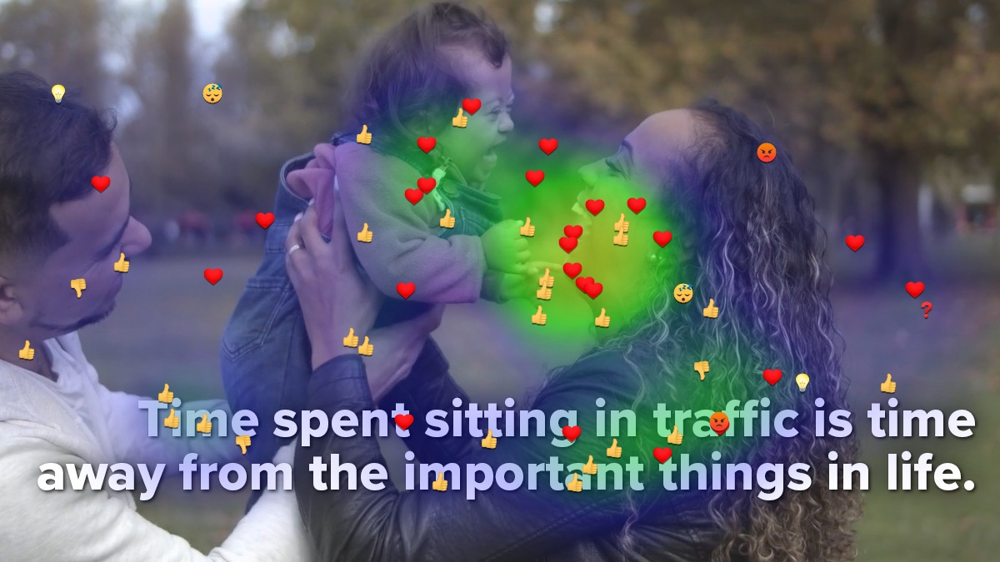 Time spent sitting in traffic is time
away from the important things in life.